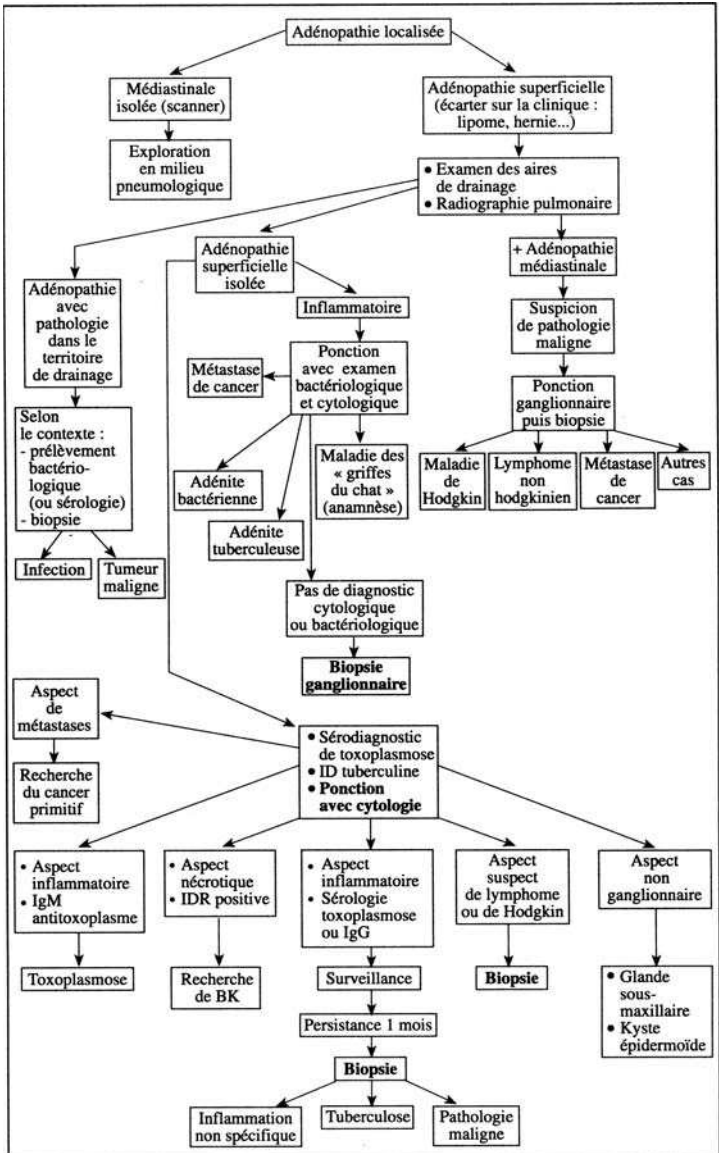 Adénopathie localisée
Médiastinale
isolée (scanner)
Adénopathie superficielle
(écarter sur la clinique :
lipome, hernie...)
Exploration
en milieu
pneumologique
● Examen des aires
de drainage
● Radiographie pulmonaire
Adénopathie
superficielle
isolée
+ Adénopathie
médiastinale
Adénopathie
avec
pathologie
dans le
territoire
de drainage
Inflammatoire
Suspicion
de pathologie
maligne
Métastase
de cancer
Ponction
avec examen
bactériologique
et cytologique
Ponction
ganglionnaire
puis biopsie
Selon
le contexte :
- prélèvement
bactério-
logique
(ou sérologie)
- biopsie
Adénite
bactérienne
Maladie des
« griffes
du chat »
(anamnèse)
Maladie
de Hodgkin
Lymphome
non
hodgkinien
Métastase
de
cancer
Autres
cas
Adénite
tuberculeuse
Infection
Tumeur
maligne
Pas de diagnostic
cytologique
ou bactériologique
Biopsie
ganglionnaire
Aspect
de
métastases
● Sérodiagnostic
de toxoplasmose
● ID tuberculine
● Ponction
avec cytologie
Recherche
du cancer
primitif
• Aspect
inflammatoire
• IgM
antitoxoplasme
• Aspect
nécrotique
• IDR positive
• Aspect
inflammatoire
• Sérologie
toxoplasmose
ou IgG
Aspect
suspect
de lymphome
ou de Hodgkin
Aspect
non
ganglionnaire
Toxoplasmose
Recherche
de BK
Surveillance
Biopsie
● Glande
sous-
maxillaire
● Kyste
épidermoïde
Persistance 1 mois
Biopsie
Inflammation
non spécifique
Tuberculose
Pathologie
maligne